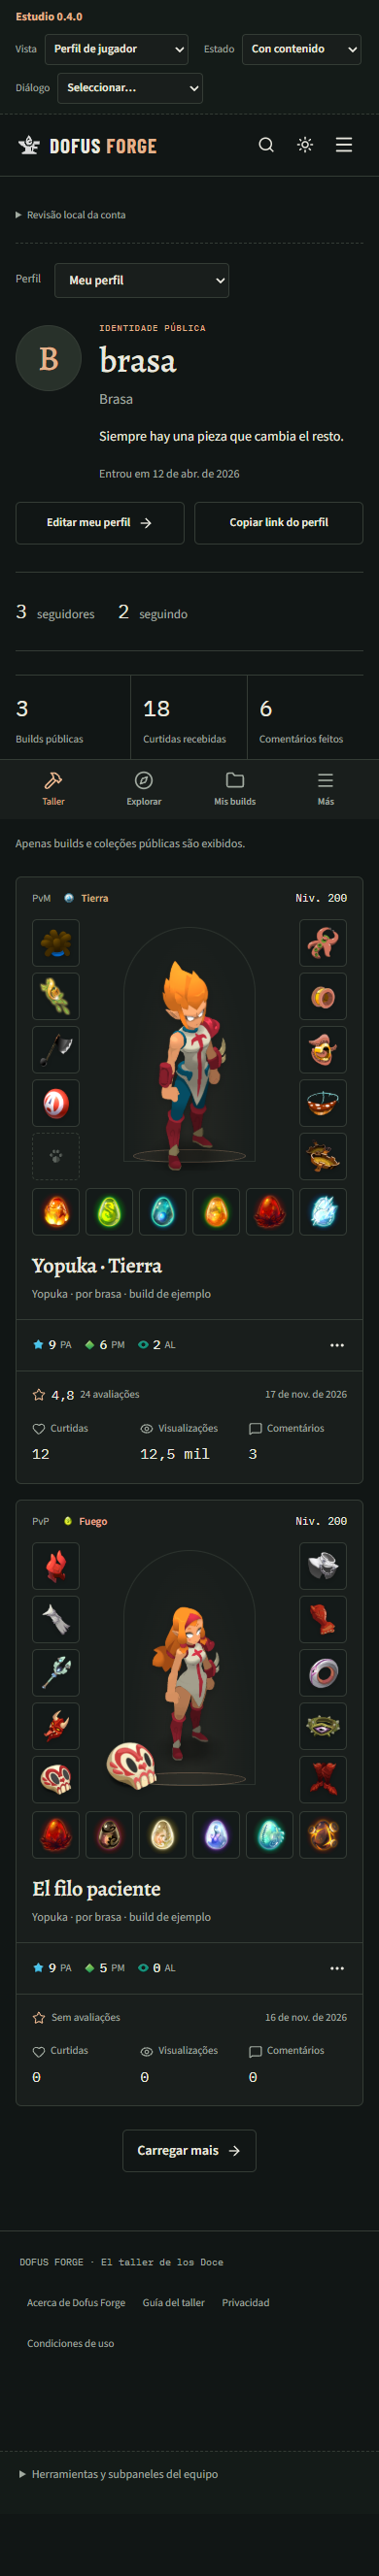 Estudio 0.4.0
Vista Perfil de jugador Estado Con contenido
Diálogo Seleccionar...
DOFUS FORGE
Revisão local da conta
Perfil Meu perfil
B
IDENTIDADE PÚBLICA
brasa
Brasa
Siempre hay una pieza que cambia el resto.
Entrou em 12 de abr. de 2026
Editar meu perfil
Copiar link do perfil
3 seguidores 2 seguindo
3 18 6
Builds públicas Curtidas recebidas Comentários feitos
Taller Explorar Mis builds Más
Apenas builds e coleções públicas são exibidos.
PvM Tierra Niv. 200
Yopuka · Tierra
Yopuka · por brasa · build de ejemplo
9 PA 6 PM 2 AL
4,8 24 avaliações 17 de nov. de 2026
Curtidas Visualizações Comentários
12 12,5 mil 3
PvP Fuego Niv. 200
El filo paciente
Yopuka · por brasa · build de ejemplo
9 PA 5 PM 0 AL
Sem avaliações 16 de nov. de 2026
Curtidas Visualizações Comentários
0 0 0
Carregar mais
DOFUS FORGE · El taller de los Doce
Acerca de Dofus Forge Guía del taller Privacidad
Condiciones de uso
Herramientas y subpaneles del equipo